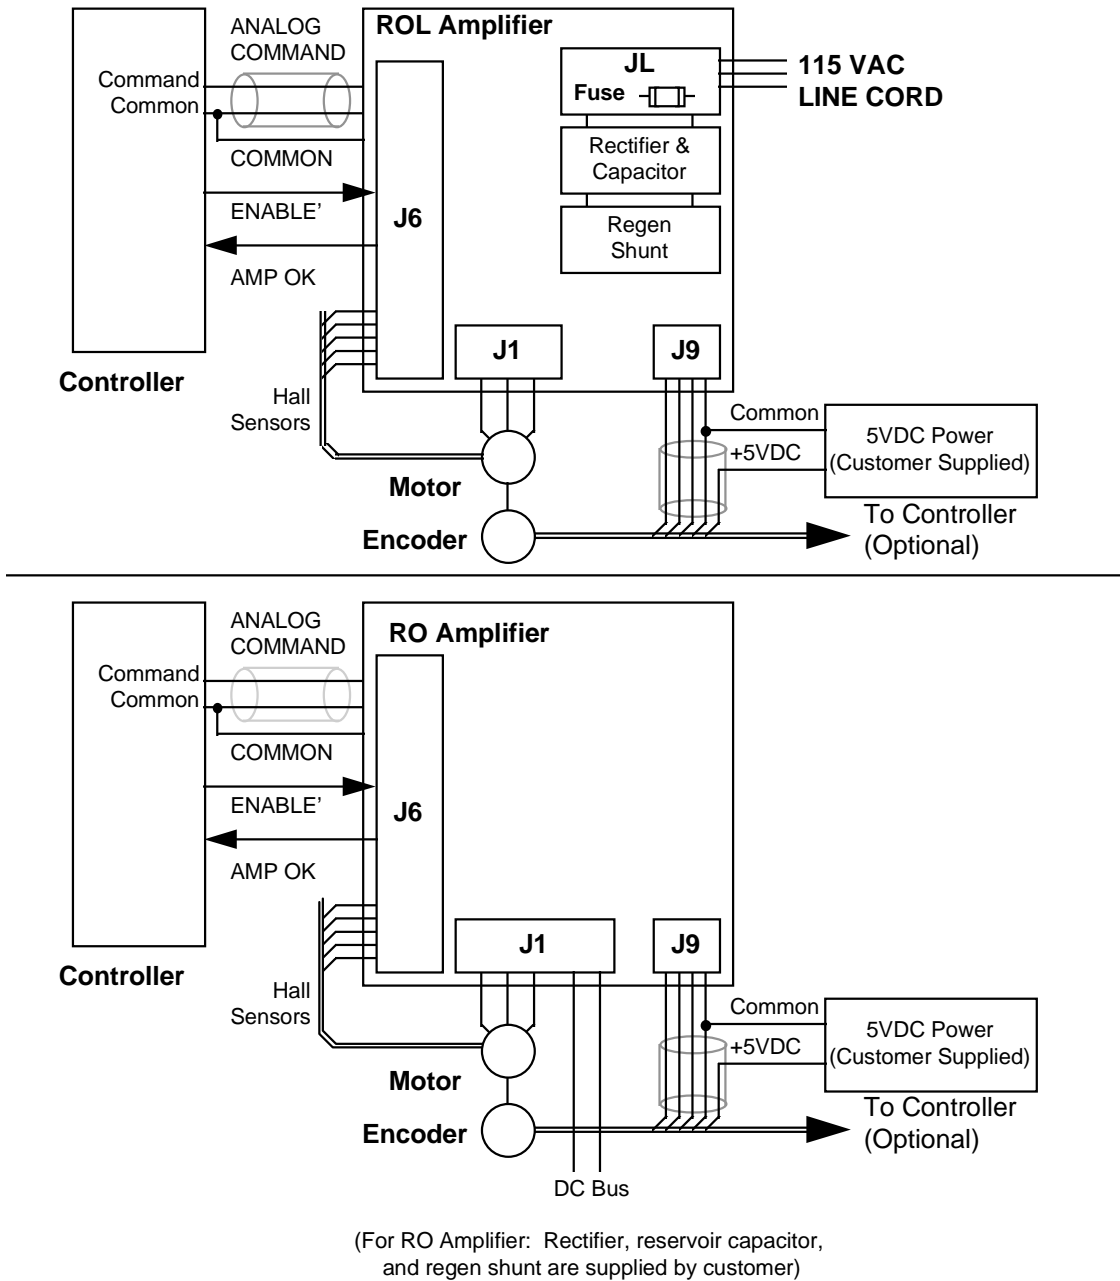 ANALOG
COMMAND
ROL Amplifier
JL
Fuse
115 VAC
LINE CORD
Command
Common
COMMON
Rectifier &
Capacitor
ENABLE’
J6
Regen
Shunt
AMP OK
J1
J9
Controller
Hall
Sensors
Common
+5VDC
5VDC Power
(Customer Supplied)
Motor
Encoder
To Controller
(Optional)
ANALOG
COMMAND
RO Amplifier
Command
Common
COMMON
ENABLE’
J6
AMP OK
J1
J9
Controller
Hall
Sensors
Common
+5VDC
5VDC Power
(Customer Supplied)
Motor
Encoder
To Controller
(Optional)
DC Bus
(For RO Amplifier: Rectifier, reservoir capacitor,
and regen shunt are supplied by customer)